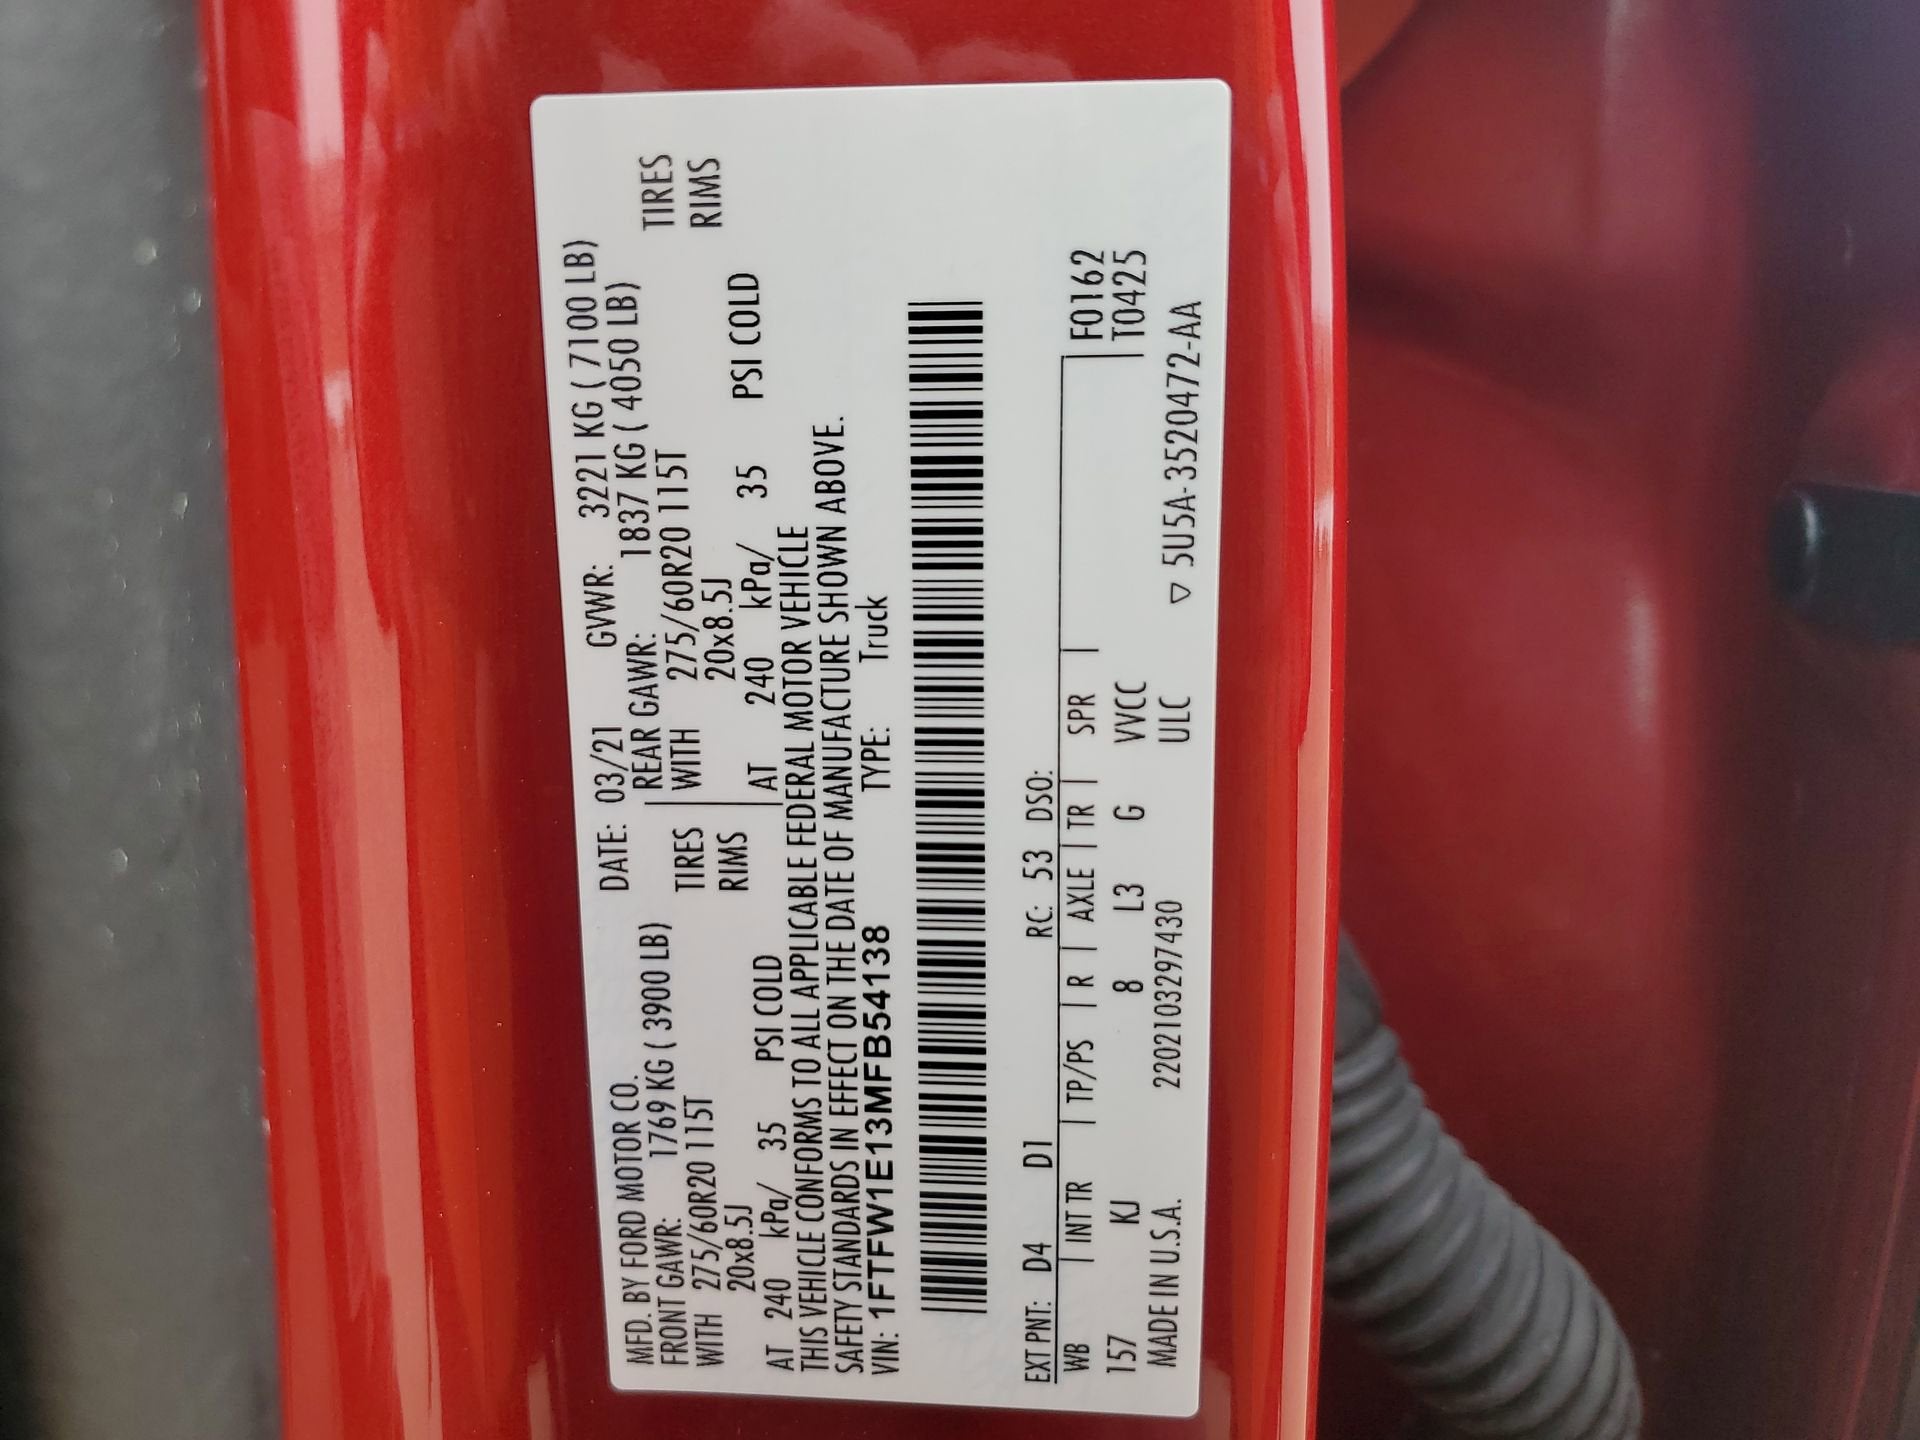 MFD. BY FORD MOTOR CO. DATE: 03/21 GVWR: 3221 KG ( 7100 LB)
FRONT GAWR: 1769 KG ( 3900 LB) REAR GAWR: 1837 KG ( 4050 LB)
WITH 275/60R20 115T TIRES WITH 275/60R20 115T TIRES
20x8.5J RIMS 20x8.5J RIMS
AT 240 kPa/ 35 PSI COLD AT 240 kPa/ 35 PSI COLD
THIS VEHICLE CONFORMS TO ALL APPLICABLE FEDERAL MOTOR VEHICLE
SAFETY STANDARDS IN EFFECT ON THE DATE OF MANUFACTURE SHOWN ABOVE.
VIN: 1FTFW1E13MFB54138 TYPE: Truck
EXT PNT: D4 D1 RC: 53 DSO:
WB | INT TR | TP/PS | R | AXLE | TR | SPR | F0162
157 KJ 8 L3 G VVCC T0425
MADE IN U.S.A. 220210329​7430 ULC ▽ 5U5A-3520472-AA